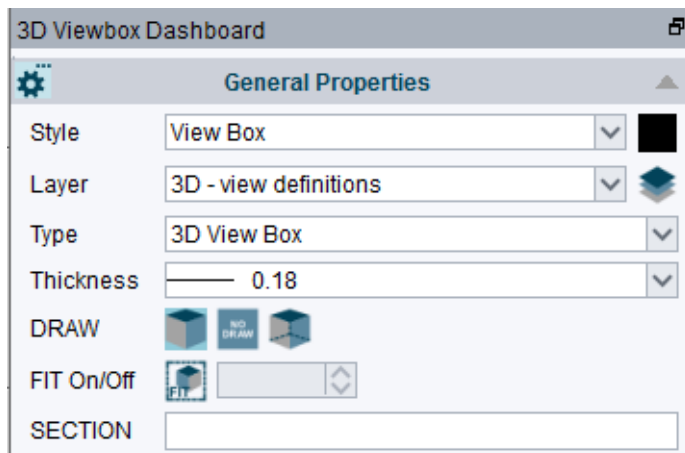 3D Viewbox Dashboard
General Properties
Style View Box
Layer 3D - view definitions
Type 3D View Box
Thickness 0.18
DRAW NO DRAW
FIT On/Off FIT
SECTION